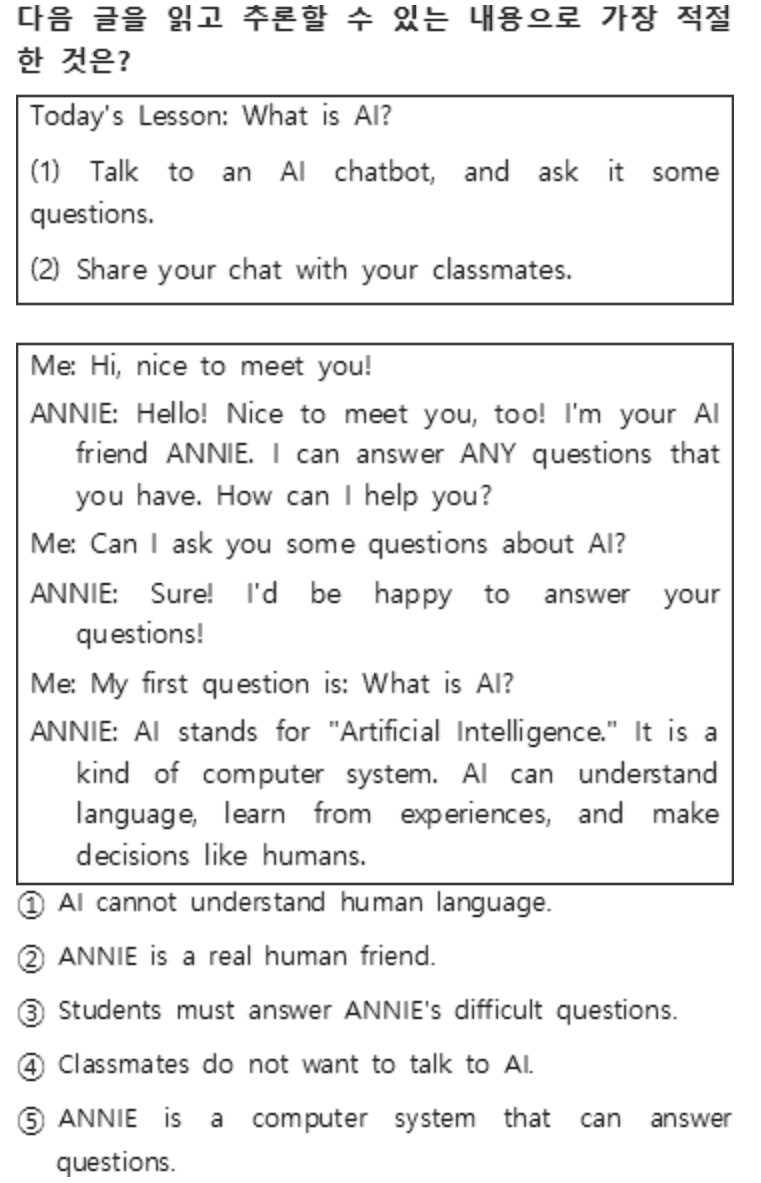 다음 글을 읽고 추론할 수 있는 내용으로 가장 적절
한 것은?
Today's Lesson: What is AI?
(1) Talk to an AI chatbot, and ask it some
questions.
(2) Share your chat with your classmates.
Me: Hi, nice to meet you!
ANNIE: Hello! Nice to meet you, too! I'm your AI
friend ANNIE. I can answer ANY questions that
you have. How can I help you?
Me: Can I ask you some questions about AI?
ANNIE: Sure! I'd be happy to answer your
questions!
Me: My first question is: What is AI?
ANNIE: AI stands for "Artificial Intelligence." It is a
kind of computer system. AI can understand
language, learn from experiences, and make
decisions like humans.
① AI cannot understand human language.
② ANNIE is a real human friend.
③ Students must answer ANNIE's difficult questions.
④ Classmates do not want to talk to AI.
⑤ ANNIE is a computer system that can answer
questions.